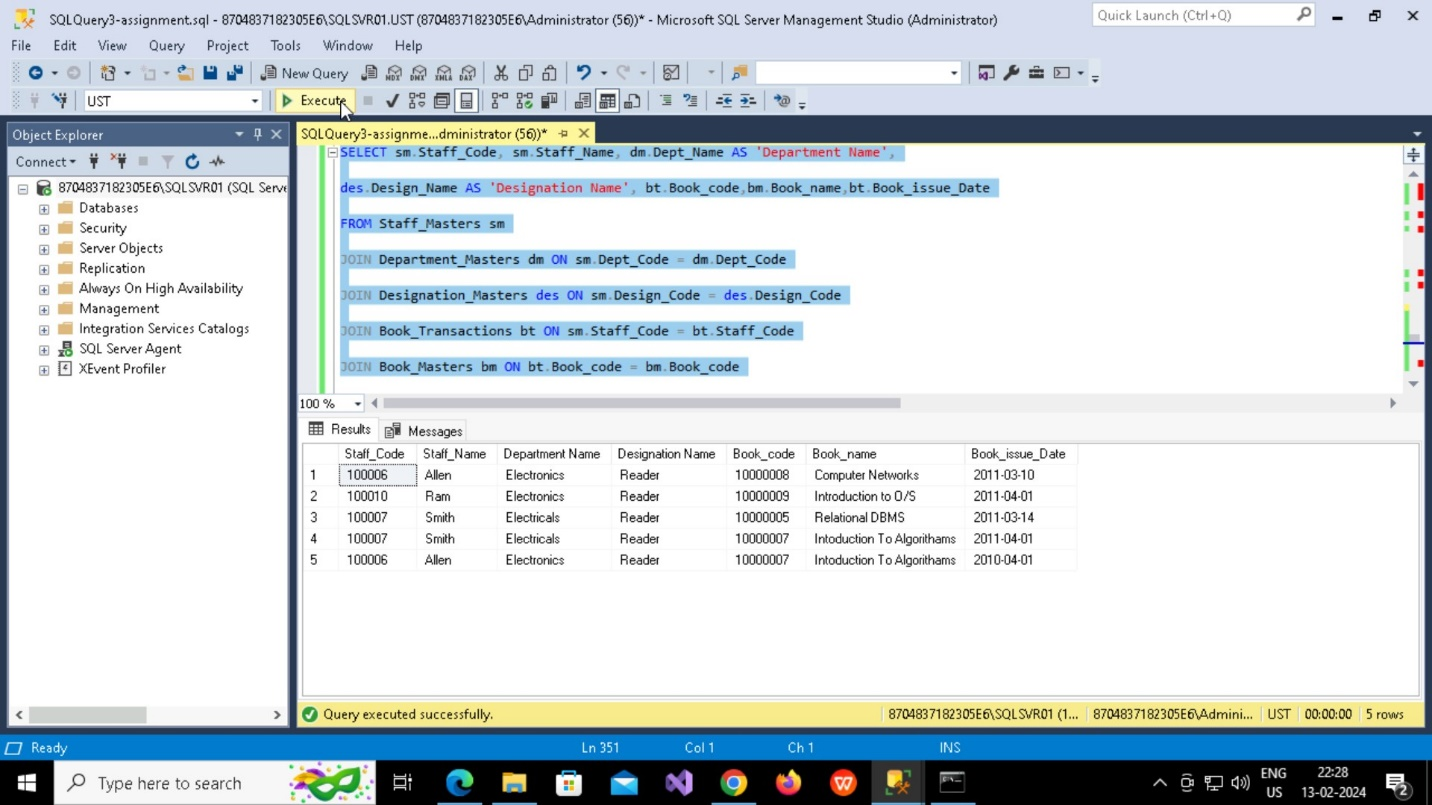 SQLQuery3-assignment.sql - 8704837182305E6\SQLSVR01.UST (8704837182305E6\Administrator (56))* - Microsoft SQL Server Management Studio (Administrator)
Quick Launch (Ctrl+Q)
File Edit View Query Project Tools Window Help
New Query MDX DMX XMLA DAX
UST Execute
Object Explorer
Connect
8704837182305E6\SQLSVR01 (SQL Serve
Databases
Security
Server Objects
Replication
Always On High Availability
Management
Integration Services Catalogs
SQL Server Agent
XEvent Profiler
SQLQuery3-assignme...dministrator (56))*
SELECT sm.Staff_Code, sm.Staff_Name, dm.Dept_Name AS 'Department Name',
des.Design_Name AS 'Designation Name', bt.Book_code,bm.Book_name,bt.Book_issue_Date
FROM Staff_Masters sm
JOIN Department_Masters dm ON sm.Dept_Code = dm.Dept_Code
JOIN Designation_Masters des ON sm.Design_Code = des.Design_Code
JOIN Book_Transactions bt ON sm.Staff_Code = bt.Staff_Code
JOIN Book_Masters bm ON bt.Book_code = bm.Book_code
100 %
Results Messages
Staff_Code Staff_Name Department Name Designation Name Book_code Book_name Book_issue_Date
1 100006 Allen Electronics Reader 10000008 Computer Networks 2011-03-10
2 100010 Ram Electronics Reader 10000009 Introduction to O/S 2011-04-01
3 100007 Smith Electricals Reader 10000005 Relational DBMS 2011-03-14
4 100007 Smith Electricals Reader 10000007 Intoduction To Algorithams 2011-04-01
5 100006 Allen Electronics Reader 10000007 Intoduction To Algorithams 2010-04-01
Query executed successfully. 8704837182305E6\SQLSVR01 (1... 8704837182305E6\Admini... UST 00:00:00 5 rows
Ready Ln 351 Col 1 Ch 1 INS
Type here to search
ENG 22:28
US 13-02-2024 2